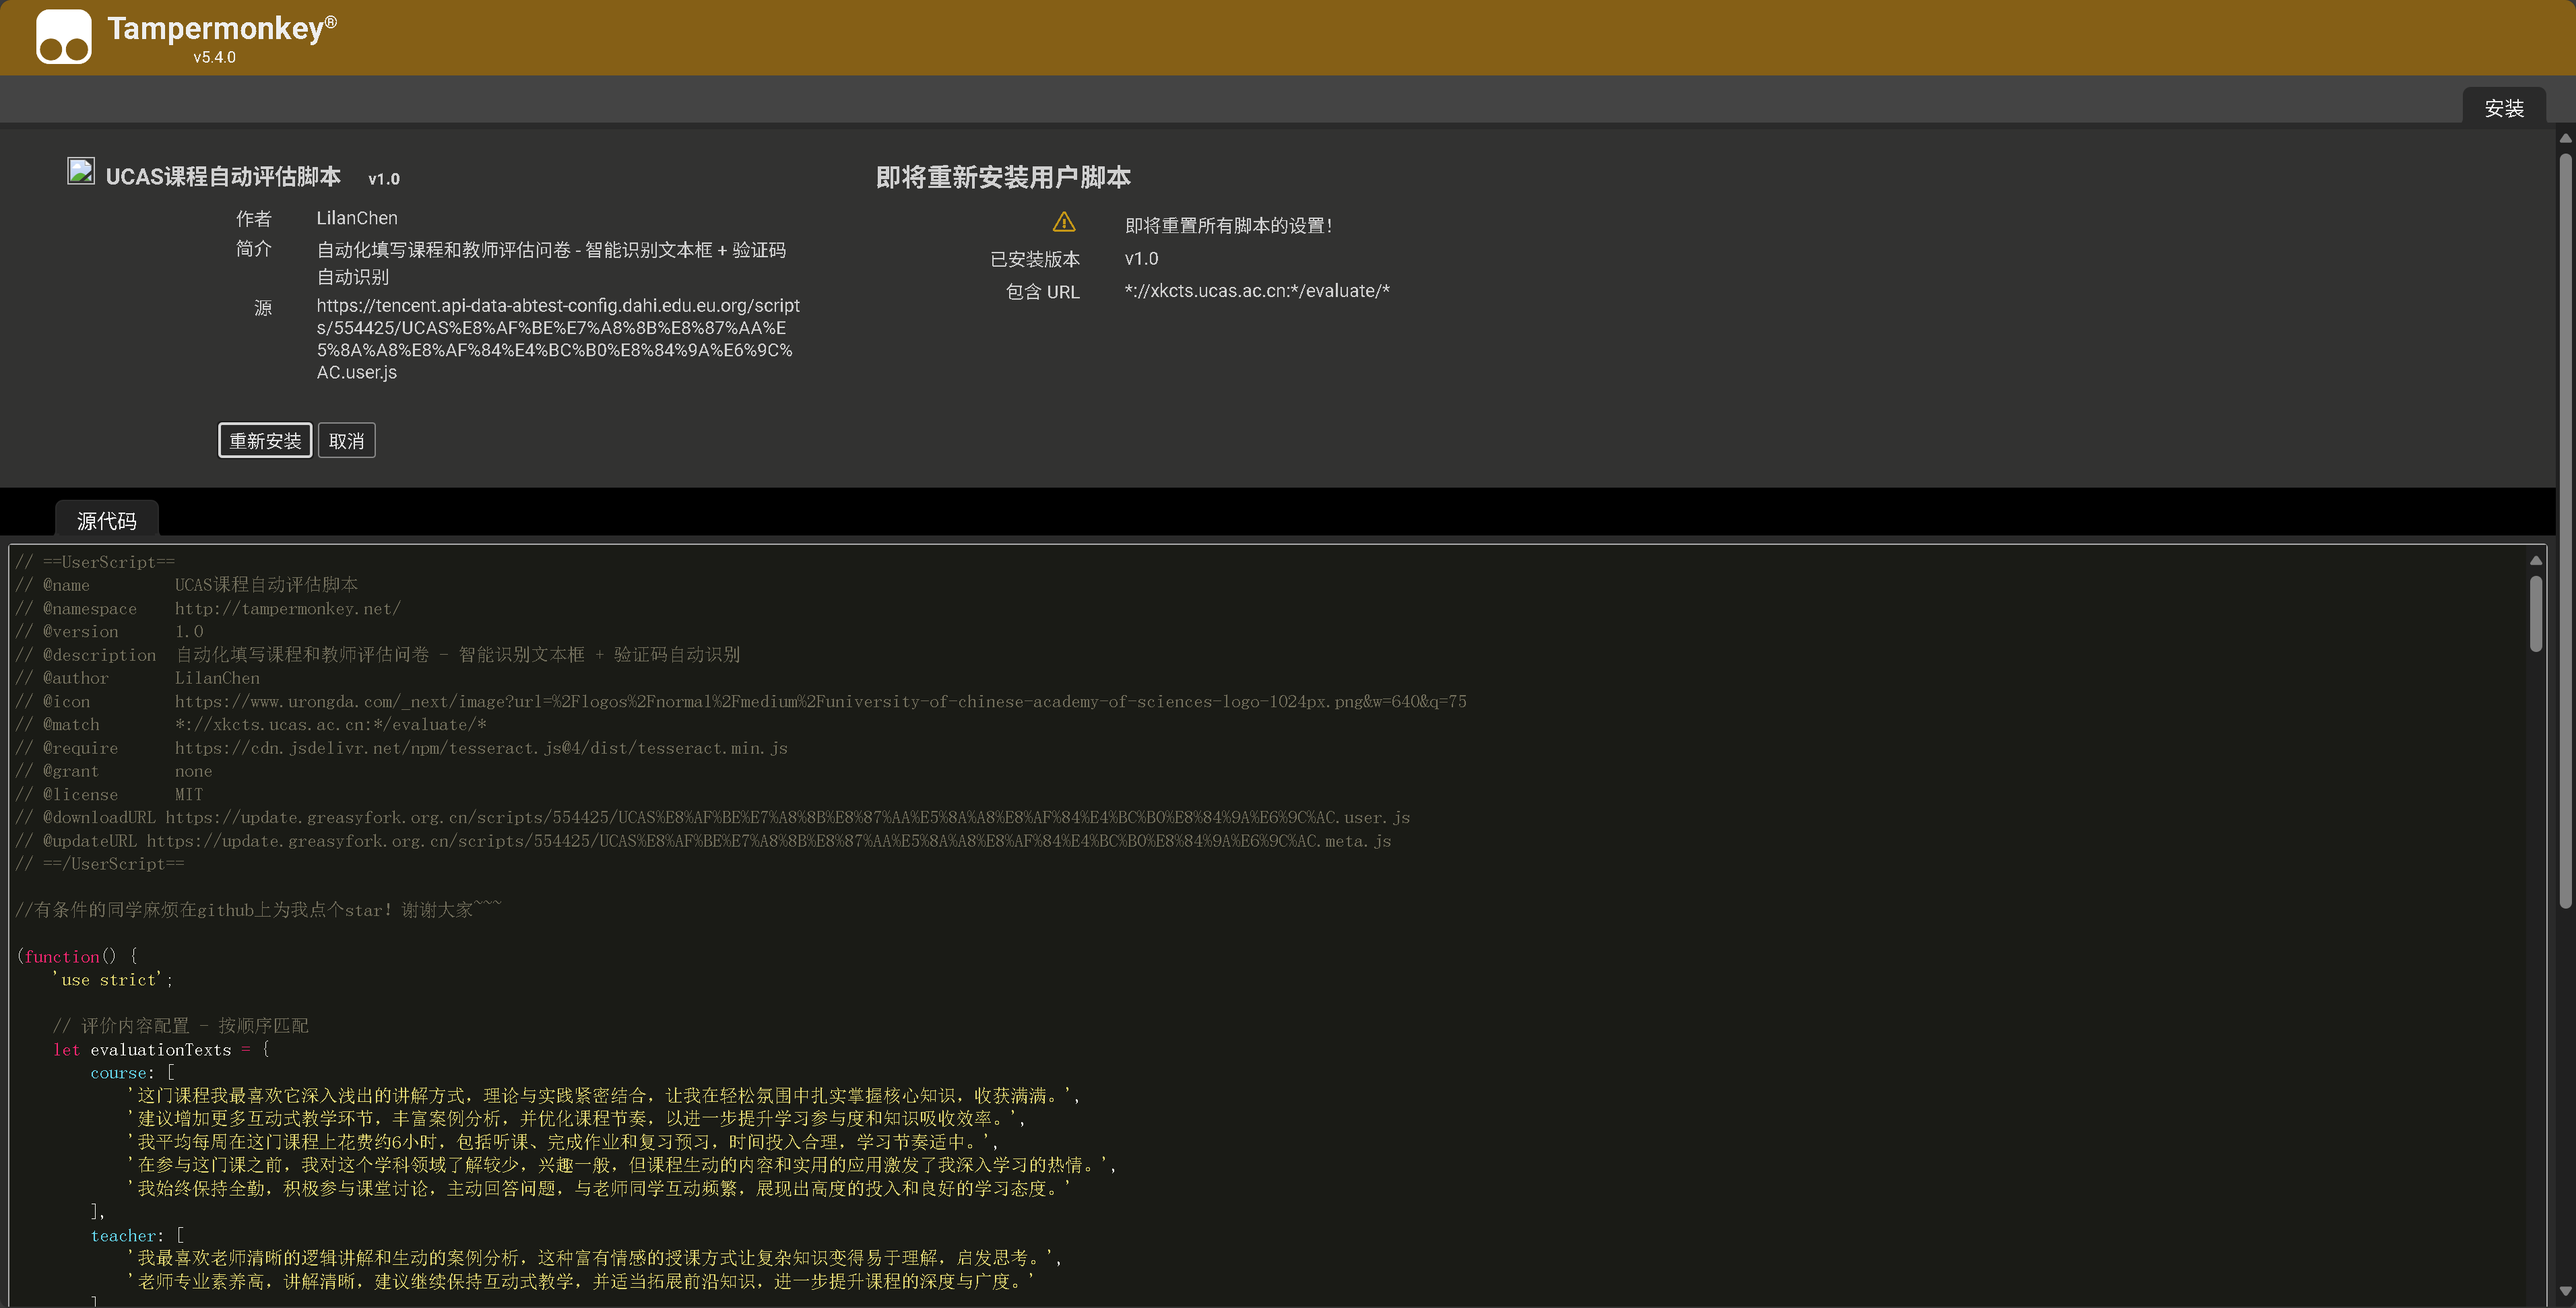 Tampermonkey®
v5.4.0
安装
UCAS课程自动评估脚本 v1.0
作者 LilanChen
简介 自动化填写课程和教师评估问卷 - 智能识别文本框 + 验证码
自动识别
源 https://tencent.api-data-abtest-config.dahi.edu.eu.org/script
s/554425/UCAS%E8%AF%BE%E7%A8%8B%E8%87%AA%E
5%8A%A8%E8%AF%84%E4%BC%B0%E8%84%9A%E6%9C%
AC.user.js
重新安装 取消
即将重新安装用户脚本
即将重置所有脚本的设置!
已安装版本 v1.0
包含 URL *://xkcts.ucas.ac.cn:*/evaluate/*
源代码
// ==UserScript==
// @name         UCAS课程自动评估脚本
// @namespace    http://tampermonkey.net/
// @version      1.0
// @description  自动化填写课程和教师评估问卷 - 智能识别文本框 + 验证码自动识别
// @author       LilanChen
// @icon         https://www.urongda.com/_next/image?url=%2Flogos%2Fnormal%2Fmedium%2Funiversity-of-chinese-academy-of-sciences-logo-1024px.png&w=640&q=75
// @match        *://xkcts.ucas.ac.cn:*/evaluate/*
// @require      https://cdn.jsdelivr.net/npm/tesseract.js@4/dist/tesseract.min.js
// @grant        none
// @license      MIT
// @downloadURL https://update.greasyfork.org.cn/scripts/554425/UCAS%E8%AF%BE%E7%A8%8B%E8%87%AA%E5%8A%A8%E8%AF%84%E4%BC%B0%E8%84%9A%E6%9C%AC.user.js
// @updateURL https://update.greasyfork.org.cn/scripts/554425/UCAS%E8%AF%BE%E7%A8%8B%E8%87%AA%E5%8A%A8%E8%AF%84%E4%BC%B0%E8%84%9A%E6%9C%AC.meta.js
// ==/UserScript==
//有条件的同学麻烦在github上为我点个star！谢谢大家~~~
(function() {
    'use strict';
    // 评价内容配置 - 按顺序匹配
    let evaluationTexts = {
        course: [
            '这门课程我最喜欢它深入浅出的讲解方式，理论与实践紧密结合，让我在轻松氛围中扎实掌握核心知识，收获满满。',
            '建议增加更多互动式教学环节，丰富案例分析，并优化课程节奏，以进一步提升学习参与度和知识吸收效率。',
            '我平均每周在这门课程上花费约6小时，包括听课、完成作业和复习预习，时间投入合理，学习节奏适中。',
            '在参与这门课之前，我对这个学科领域了解较少，兴趣一般，但课程生动的内容和实用的应用激发了我深入学习的热情。',
            '我始终保持全勤，积极参与课堂讨论，主动回答问题，与老师同学互动频繁，展现出高度的投入和良好的学习态度。'
        ],
        teacher: [
            '我最喜欢老师清晰的逻辑讲解和生动的案例分析，这种富有情感的授课方式让复杂知识变得易于理解，启发思考。',
            '老师专业素养高，讲解清晰，建议继续保持互动式教学，并适当拓展前沿知识，进一步提升课程的深度与广度。'
        ]